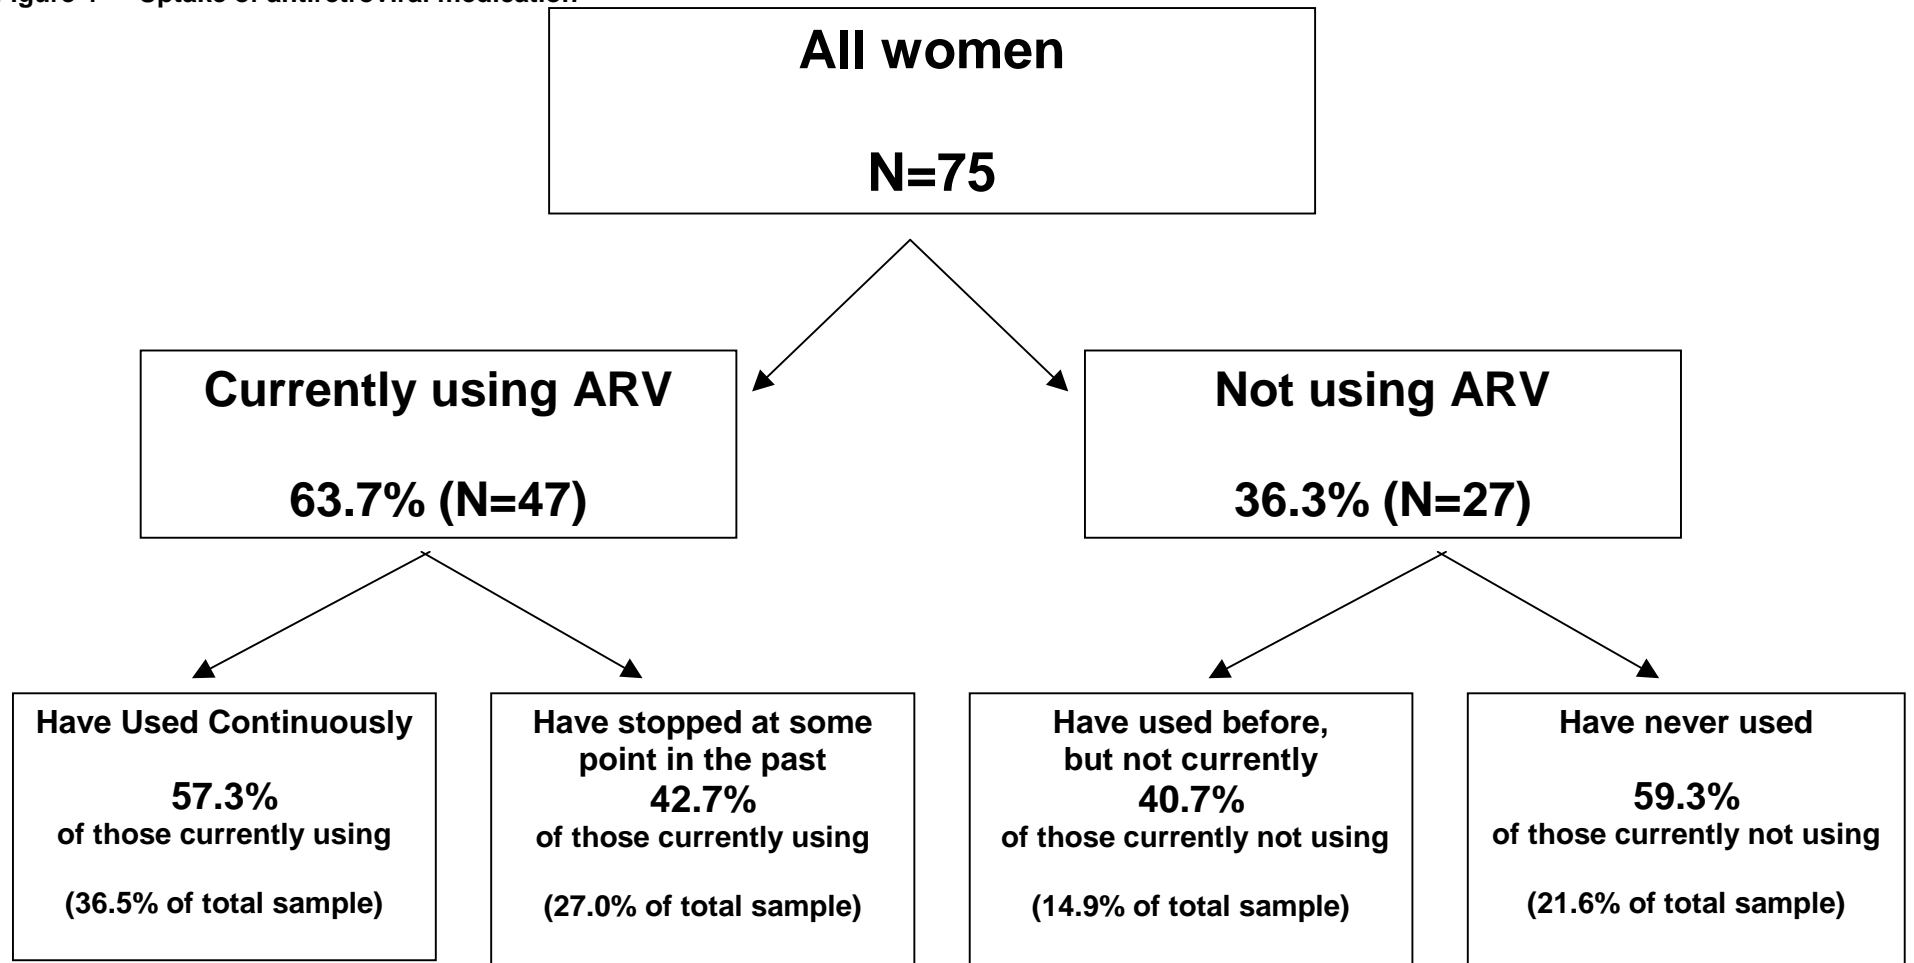 Uptake of antiretroviral medication
All women
N=75
Currently using ARV
63.7% (N=47)
Not using ARV
36.3% (N=27)
Have Used Continuously
57.3%
of those currently using
(36.5% of total sample)
Have stopped at some
point in the past
42.7%
of those currently using
(27.0% of total sample)
Have used before,
but not currently
40.7%
of those currently not using
(14.9% of total sample)
Have never used
59.3%
of those currently not using
(21.6% of total sample)